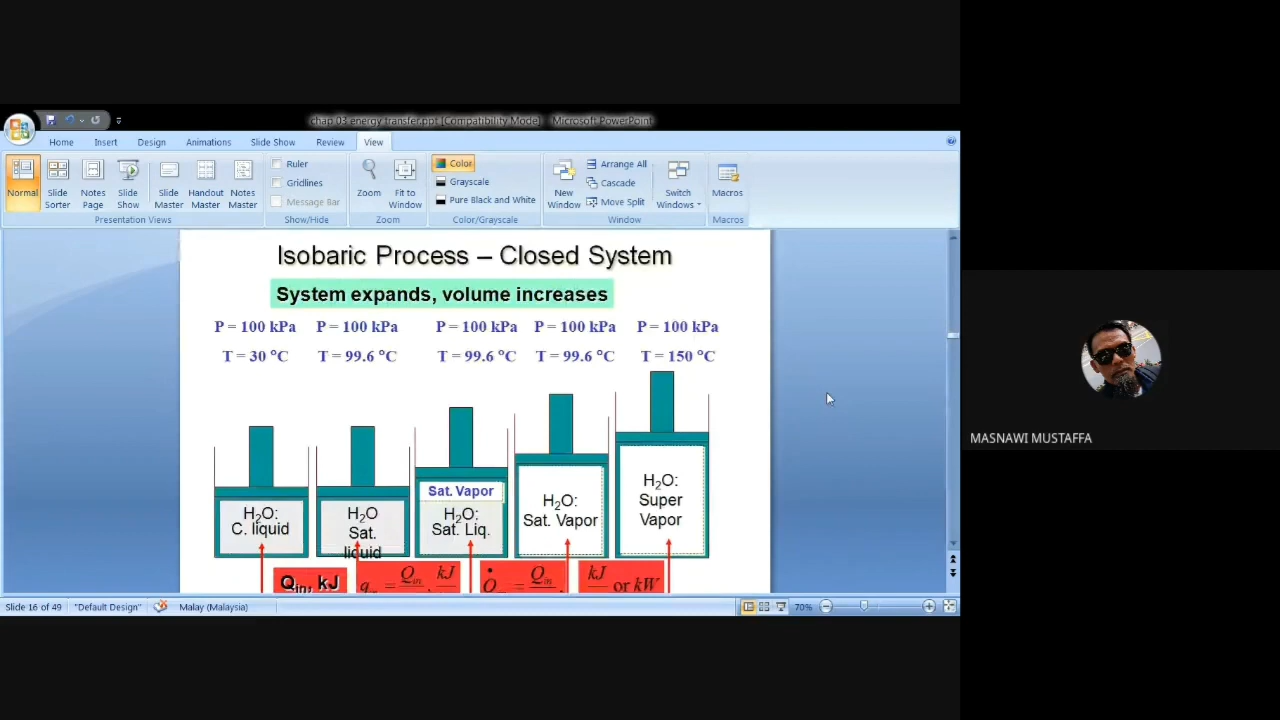 chap 03 energy transfer.ppt [Compatibility Mode] - Microsoft PowerPoint
Home Insert Design Animations Slide Show Review View
Normal Slide Sorter Notes Page Slide Show Slide Master Handout Master Notes Master
Presentation Views
Ruler
Gridlines
Message Bar
Show/Hide
Zoom Fit to Window
Zoom
Color
Grayscale
Pure Black and White
Color/Grayscale
New Window
Arrange All
Cascade
Move Split
Switch Windows
Window
Macros
Macros
Isobaric Process – Closed System
System expands, volume increases
P = 100 kPa P = 100 kPa P = 100 kPa P = 100 kPa P = 100 kPa
T = 30 °C T = 99.6 °C T = 99.6 °C T = 99.6 °C T = 150 °C
H₂O:
C. liquid
H₂O
Sat.
liquid
Sat. Vapor
H₂O:
Sat. Liq.
H₂O:
Sat. Vapor
H₂O:
Super
Vapor
Qin, kJ
Qin kJ
Q̇ Qin
kJ or kW
MASNAWI MUSTAFFA
Slide 16 of 49 "Default Design" Malay (Malaysia) 70%